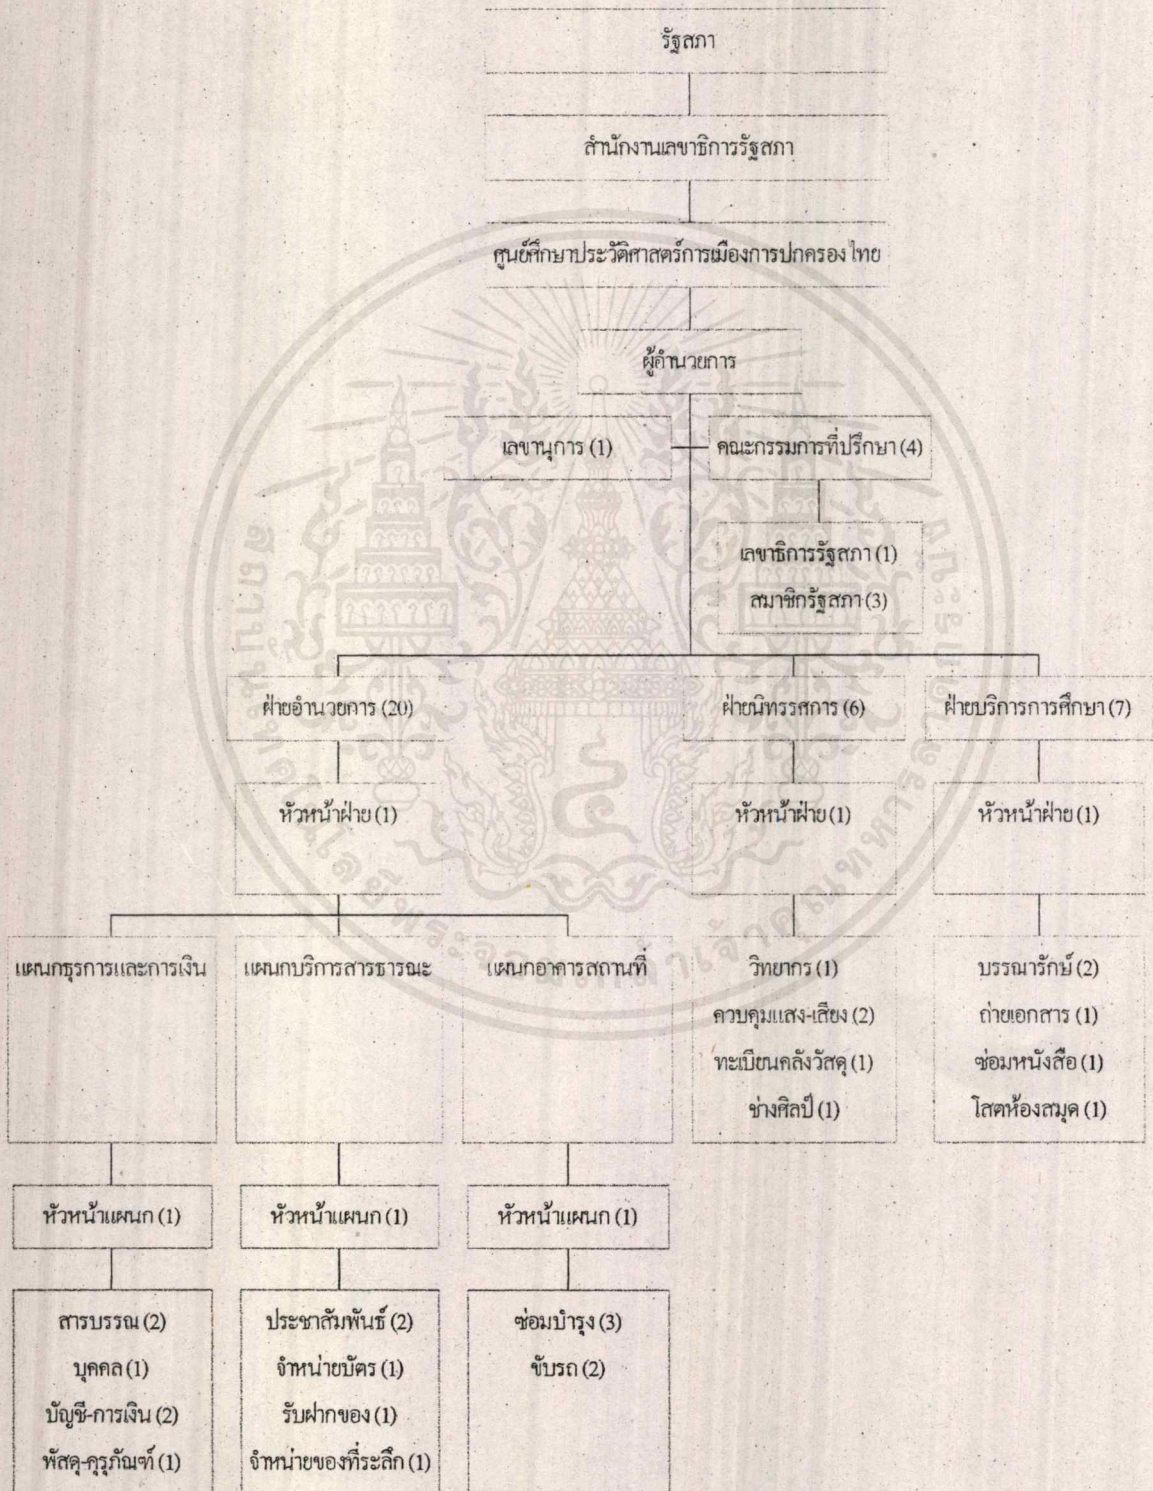 รัฐสภา
สำนักงานเลขาธิการรัฐสภา
ศูนย์ศึกษาประวัติศาสตร์การเมืองการปกครองไทย
ผู้อำนวยการ
เลขานุการ (1)
คณะกรรมการที่ปรึกษา (4)
เลขาธิการรัฐสภา (1)
สมาชิกรัฐสภา (3)
ฝ่ายอำนวยการ (20)
ฝ่ายนิทรรศการ (6)
ฝ่ายบริการการศึกษา (7)
หัวหน้าฝ่าย (1)
หัวหน้าฝ่าย (1)
หัวหน้าฝ่าย (1)
แผนกธุรการและการเงิน
แผนกบริการสาธารณะ
แผนกอาคารสถานที่
วิทยากร (1)
ควบคุมแสง-เสียง (2)
ทะเบียนคลังวัสดุ (1)
ช่างศิลป์ (1)
บรรณารักษ์ (2)
ถ่ายเอกสาร (1)
ซ่อมหนังสือ (1)
โสตห้องสมุด (1)
หัวหน้าแผนก (1)
หัวหน้าแผนก (1)
หัวหน้าแผนก (1)
สารบรรณ (2)
บุคคล (1)
บัญชี-การเงิน (2)
พัสดุ-ครุภัณฑ์ (1)
ประชาสัมพันธ์ (2)
จำหน่ายบัตร (1)
รับฝากของ (1)
จำหน่ายของที่ระลึก (1)
ซ่อมบำรุง (3)
ขับรถ (2)